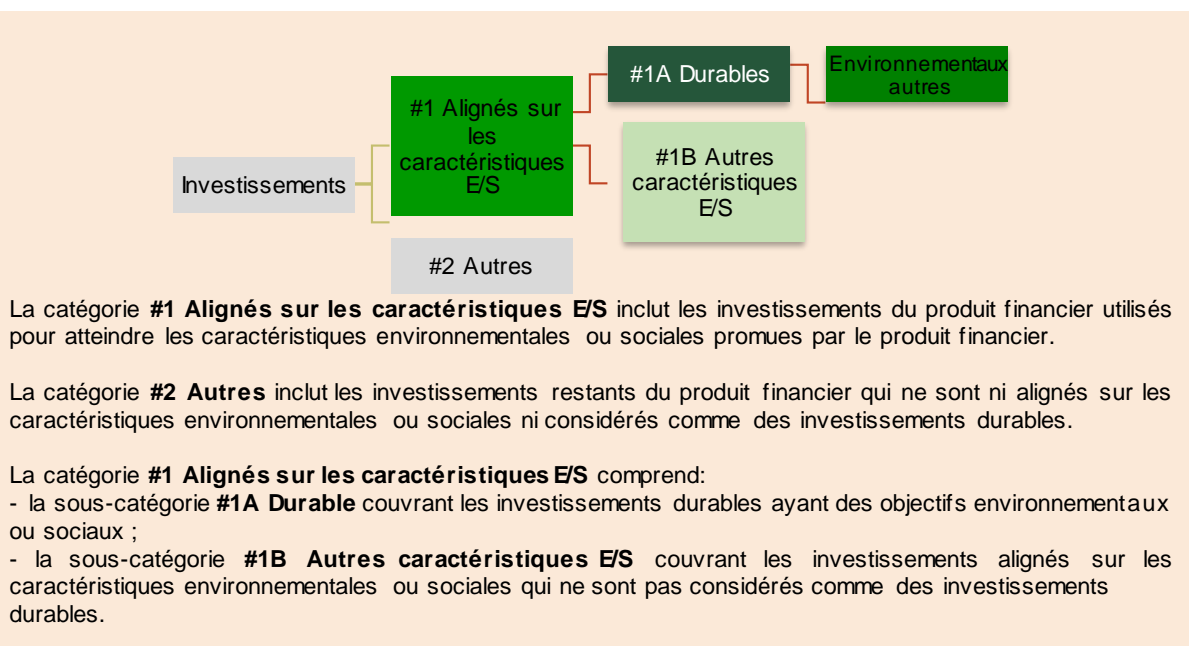 #1A Durables
Environnementaux
autres
#1 Alignés sur
les
caractéristiques
E/S
#1B Autres
caractéristiques
E/S
Investissements
#2 Autres
La catégorie #1 Alignés sur les caractéristiques E/S inclut les investissements du produit financier utilisés
pour atteindre les caractéristiques environnementales ou sociales promues par le produit financier.
La catégorie #2 Autres inclut les investissements restants du produit financier qui ne sont ni alignés sur les
caractéristiques environnementales ou sociales ni considérés comme des investissements durables.
La catégorie #1 Alignés sur les caractéristiques E/S comprend:
- la sous-catégorie #1A Durable couvrant les investissements durables ayant des objectifs environnementaux
ou sociaux ;
- la sous-catégorie #1B Autres caractéristiques E/S couvrant les investissements alignés sur les
caractéristiques environnementales ou sociales qui ne sont pas considérés comme des investissements
durables.